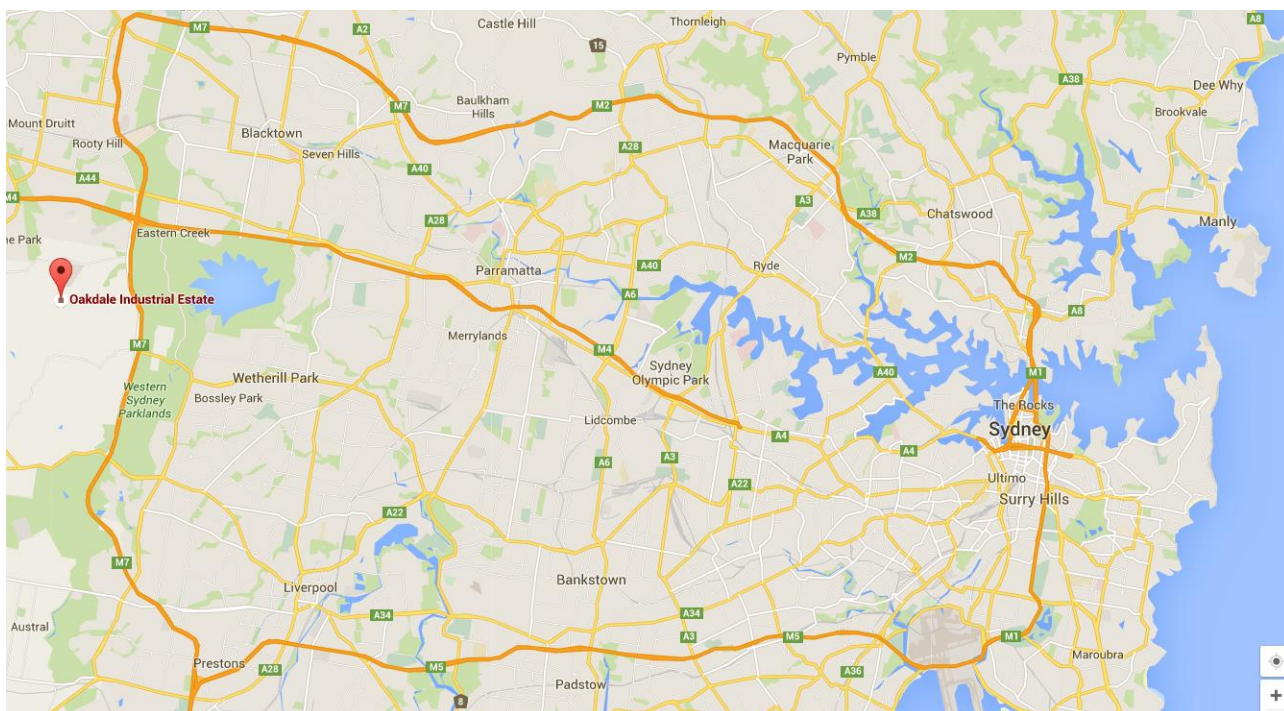 M7
A2
Castle Hill
15
Thornleigh
A8
Pymble
A38
Dee Why
Mount Druitt
M7
Baulkham
Hills
M2
Brookvale
Rooty Hill
Blacktown
Seven Hills
A28
Macquarie
Park
A44
A40
M4
A28
A3
A38
Chatswood
Manly
ne Park
Eastern Creek
Parramatta
A40
Ryde
M2
Oakdale Industrial Estate
A6
A8
M7
Merrylands
M4
Wetherill Park
Sydney
Olympic Park
A40
M1
Western
Sydney
Parklands
Bossley Park
The Rocks
Lidcombe
Sydney
A4
A4
A6
A3
A22
Ultimo
Surry Hills
A22
M7
Bankstown
Liverpool
A34
A34
Austral
A3
M5
M1
Maroubra
Prestons
A28
M5
Padstow
A36
8
+